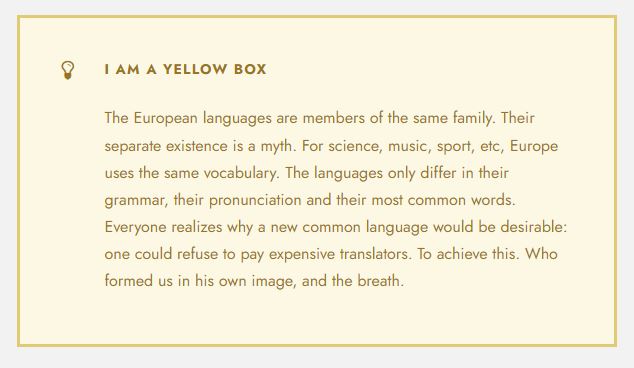 I AM A YELLOW BOX
The European languages are members of the same family. Their
separate existence is a myth. For science, music, sport, etc, Europe
uses the same vocabulary. The languages only differ in their
grammar, their pronunciation and their most common words.
Everyone realizes why a new common language would be desirable:
one could refuse to pay expensive translators. To achieve this. Who
formed us in his own image, and the breath.